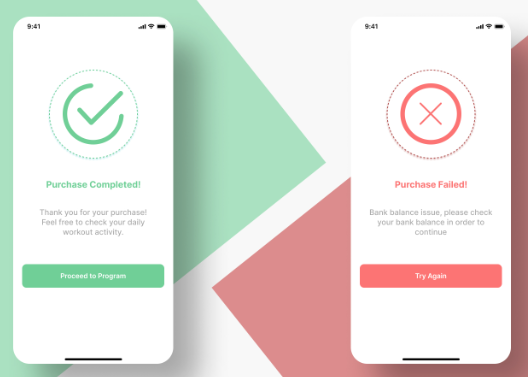 9:41
Purchase Completed!
Thank you for your purchase!
Feel free to check your daily
workout activity.
Proceed to Program
9:41
Purchase Failed!
Bank balance issue, please check
your bank balance in order to
continue
Try Again